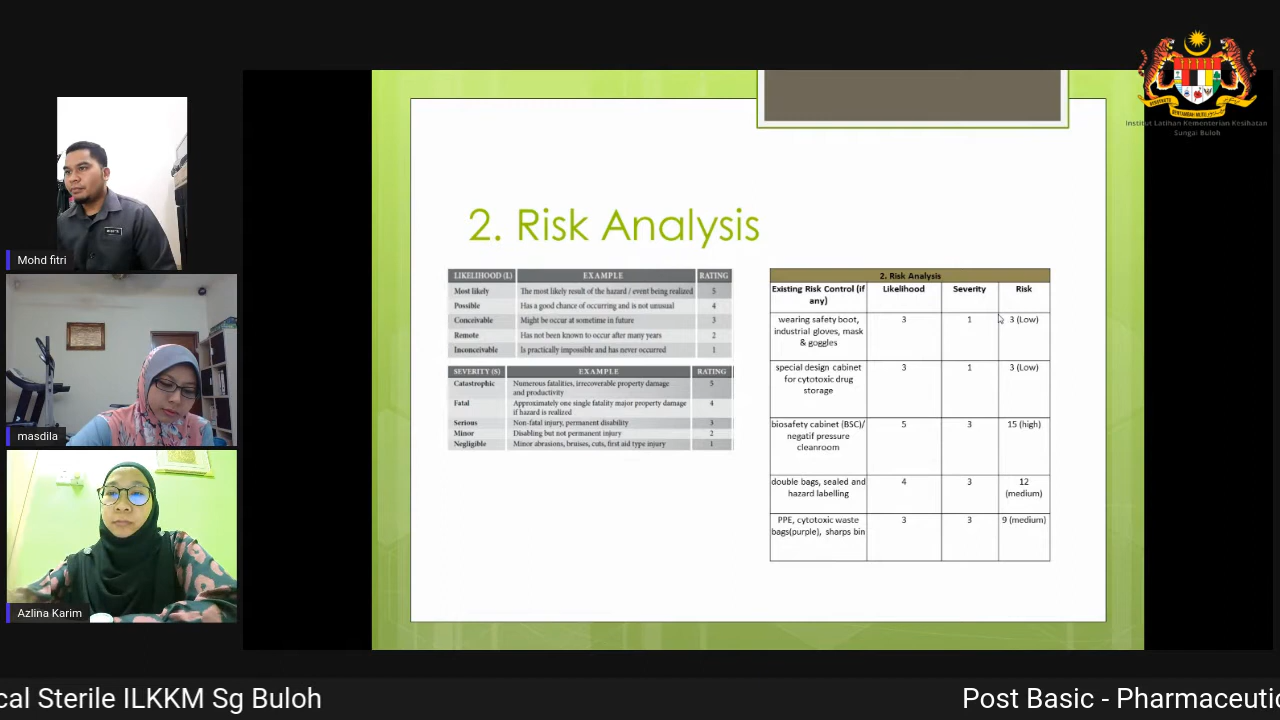 Institut Latihan Kementerian Kesihatan
Sungai Buloh
Mohd fitri
masdila
Azlina Karim
2. Risk Analysis
LIKELIHOOD (L) EXAMPLE RATING
Most likely The most likely result of the hazard / event being realized 5
Possible Has a good chance of occurring and is not unusual 4
Conceivable Might be occur at sometime in future 3
Remote Has not been known to occur after many years 2
Inconceivable Is practically impossible and has never occurred 1
SEVERITY (S) EXAMPLE RATING
Catastrophic Numerous fatalities, irrecoverable property damage 5
and productivity
Fatal Approximately one single fatality major property damage 4
if hazard is realized
Serious Non-fatal injury, permanent disability 3
Minor Disabling but not permanent injury 2
Negligible Minor abrasions, bruises, cuts, first aid type injury 1
2. Risk Analysis
Existing Risk Control (if Likelihood Severity Risk
any)
wearing safety boot, 3 1 3 (Low)
industrial gloves, mask
& goggles
special design cabinet 3 1 3 (Low)
for cytotoxic drug
storage
biosafety cabinet (BSC)/ 5 3 15 (high)
negatif pressure
cleanroom
double bags, sealed and 4 3 12
hazard labelling (medium)
PPE, cytotoxic waste 3 3 9 (medium)
bags(purple), sharps bin
cal Sterile ILKKM Sg Buloh
Post Basic - Pharmaceutic